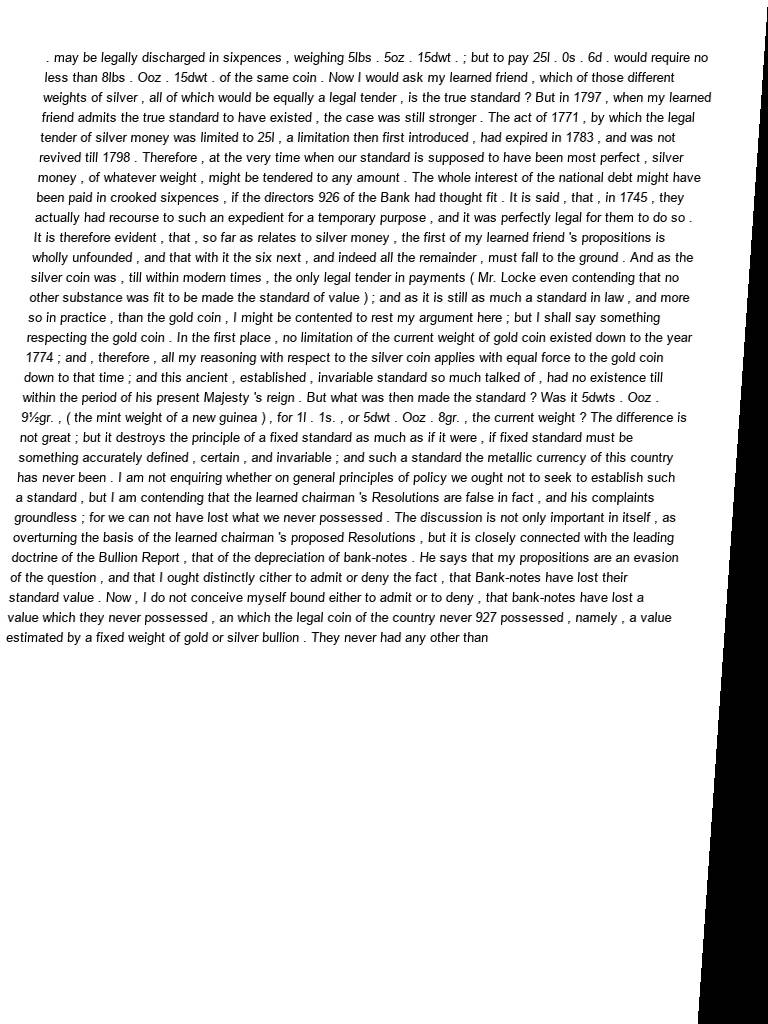 . may be legally discharged in sixpences , weighing 5lbs . 5oz . 15dwt . ; but to pay 25l . 0s . 6d . would require no
less than 8lbs . Ooz . 15dwt . of the same coin . Now I would ask my learned friend , which of those different
weights of silver , all of which would be equally a legal tender , is the true standard ? But in 1797 , when my learned
friend admits the true standard to have existed , the case was still stronger . The act of 1771 , by which the legal
tender of silver money was limited to 25l , a limitation then first introduced , had expired in 1783 , and was not
revived till 1798 . Therefore , at the very time when our standard is supposed to have been most perfect , silver
money , of whatever weight , might be tendered to any amount . The whole interest of the national debt might have
been paid in crooked sixpences , if the directors 926 of the Bank had thought fit . It is said , that , in 1745 , they
actually had recourse to such an expedient for a temporary purpose , and it was perfectly legal for them to do so .
It is therefore evident , that , so far as relates to silver money , the first of my learned friend 's propositions is
wholly unfounded , and that with it the six next , and indeed all the remainder , must fall to the ground . And as the
silver coin was , till within modern times , the only legal tender in payments ( Mr. Locke even contending that no
other substance was fit to be made the standard of value ) ; and as it is still as much a standard in law , and more
so in practice , than the gold coin , I might be contented to rest my argument here ; but I shall say something
respecting the gold coin . In the first place , no limitation of the current weight of gold coin existed down to the year
1774 ; and , therefore , all my reasoning with respect to the silver coin applies with equal force to the gold coin
down to that time ; and this ancient , established , invariable standard so much talked of , had no existence till
within the period of his present Majesty 's reign . But what was then made the standard ? Was it 5dwts . Ooz .
9½gr. , ( the mint weight of a new guinea ) , for 1l . 1s. , or 5dwt . Ooz . 8gr. , the current weight ? The difference is
not great ; but it destroys the principle of a fixed standard as much as if it were , if fixed standard must be
something accurately defined , certain , and invariable ; and such a standard the metallic currency of this country
has never been . I am not enquiring whether on general principles of policy we ought not to seek to establish such
a standard , but I am contending that the learned chairman 's Resolutions are false in fact , and his complaints
groundless ; for we can not have lost what we never possessed . The discussion is not only important in itself , as
overturning the basis of the learned chairman 's proposed Resolutions , but it is closely connected with the leading
doctrine of the Bullion Report , that of the depreciation of bank-notes . He says that my propositions are an evasion
of the question , and that I ought distinctly cither to admit or deny the fact , that Bank-notes have lost their
standard value . Now , I do not conceive myself bound either to admit or to deny , that bank-notes have lost a
value which they never possessed , an which the legal coin of the country never 927 possessed , namely , a value
estimated by a fixed weight of gold or silver bullion . They never had any other than